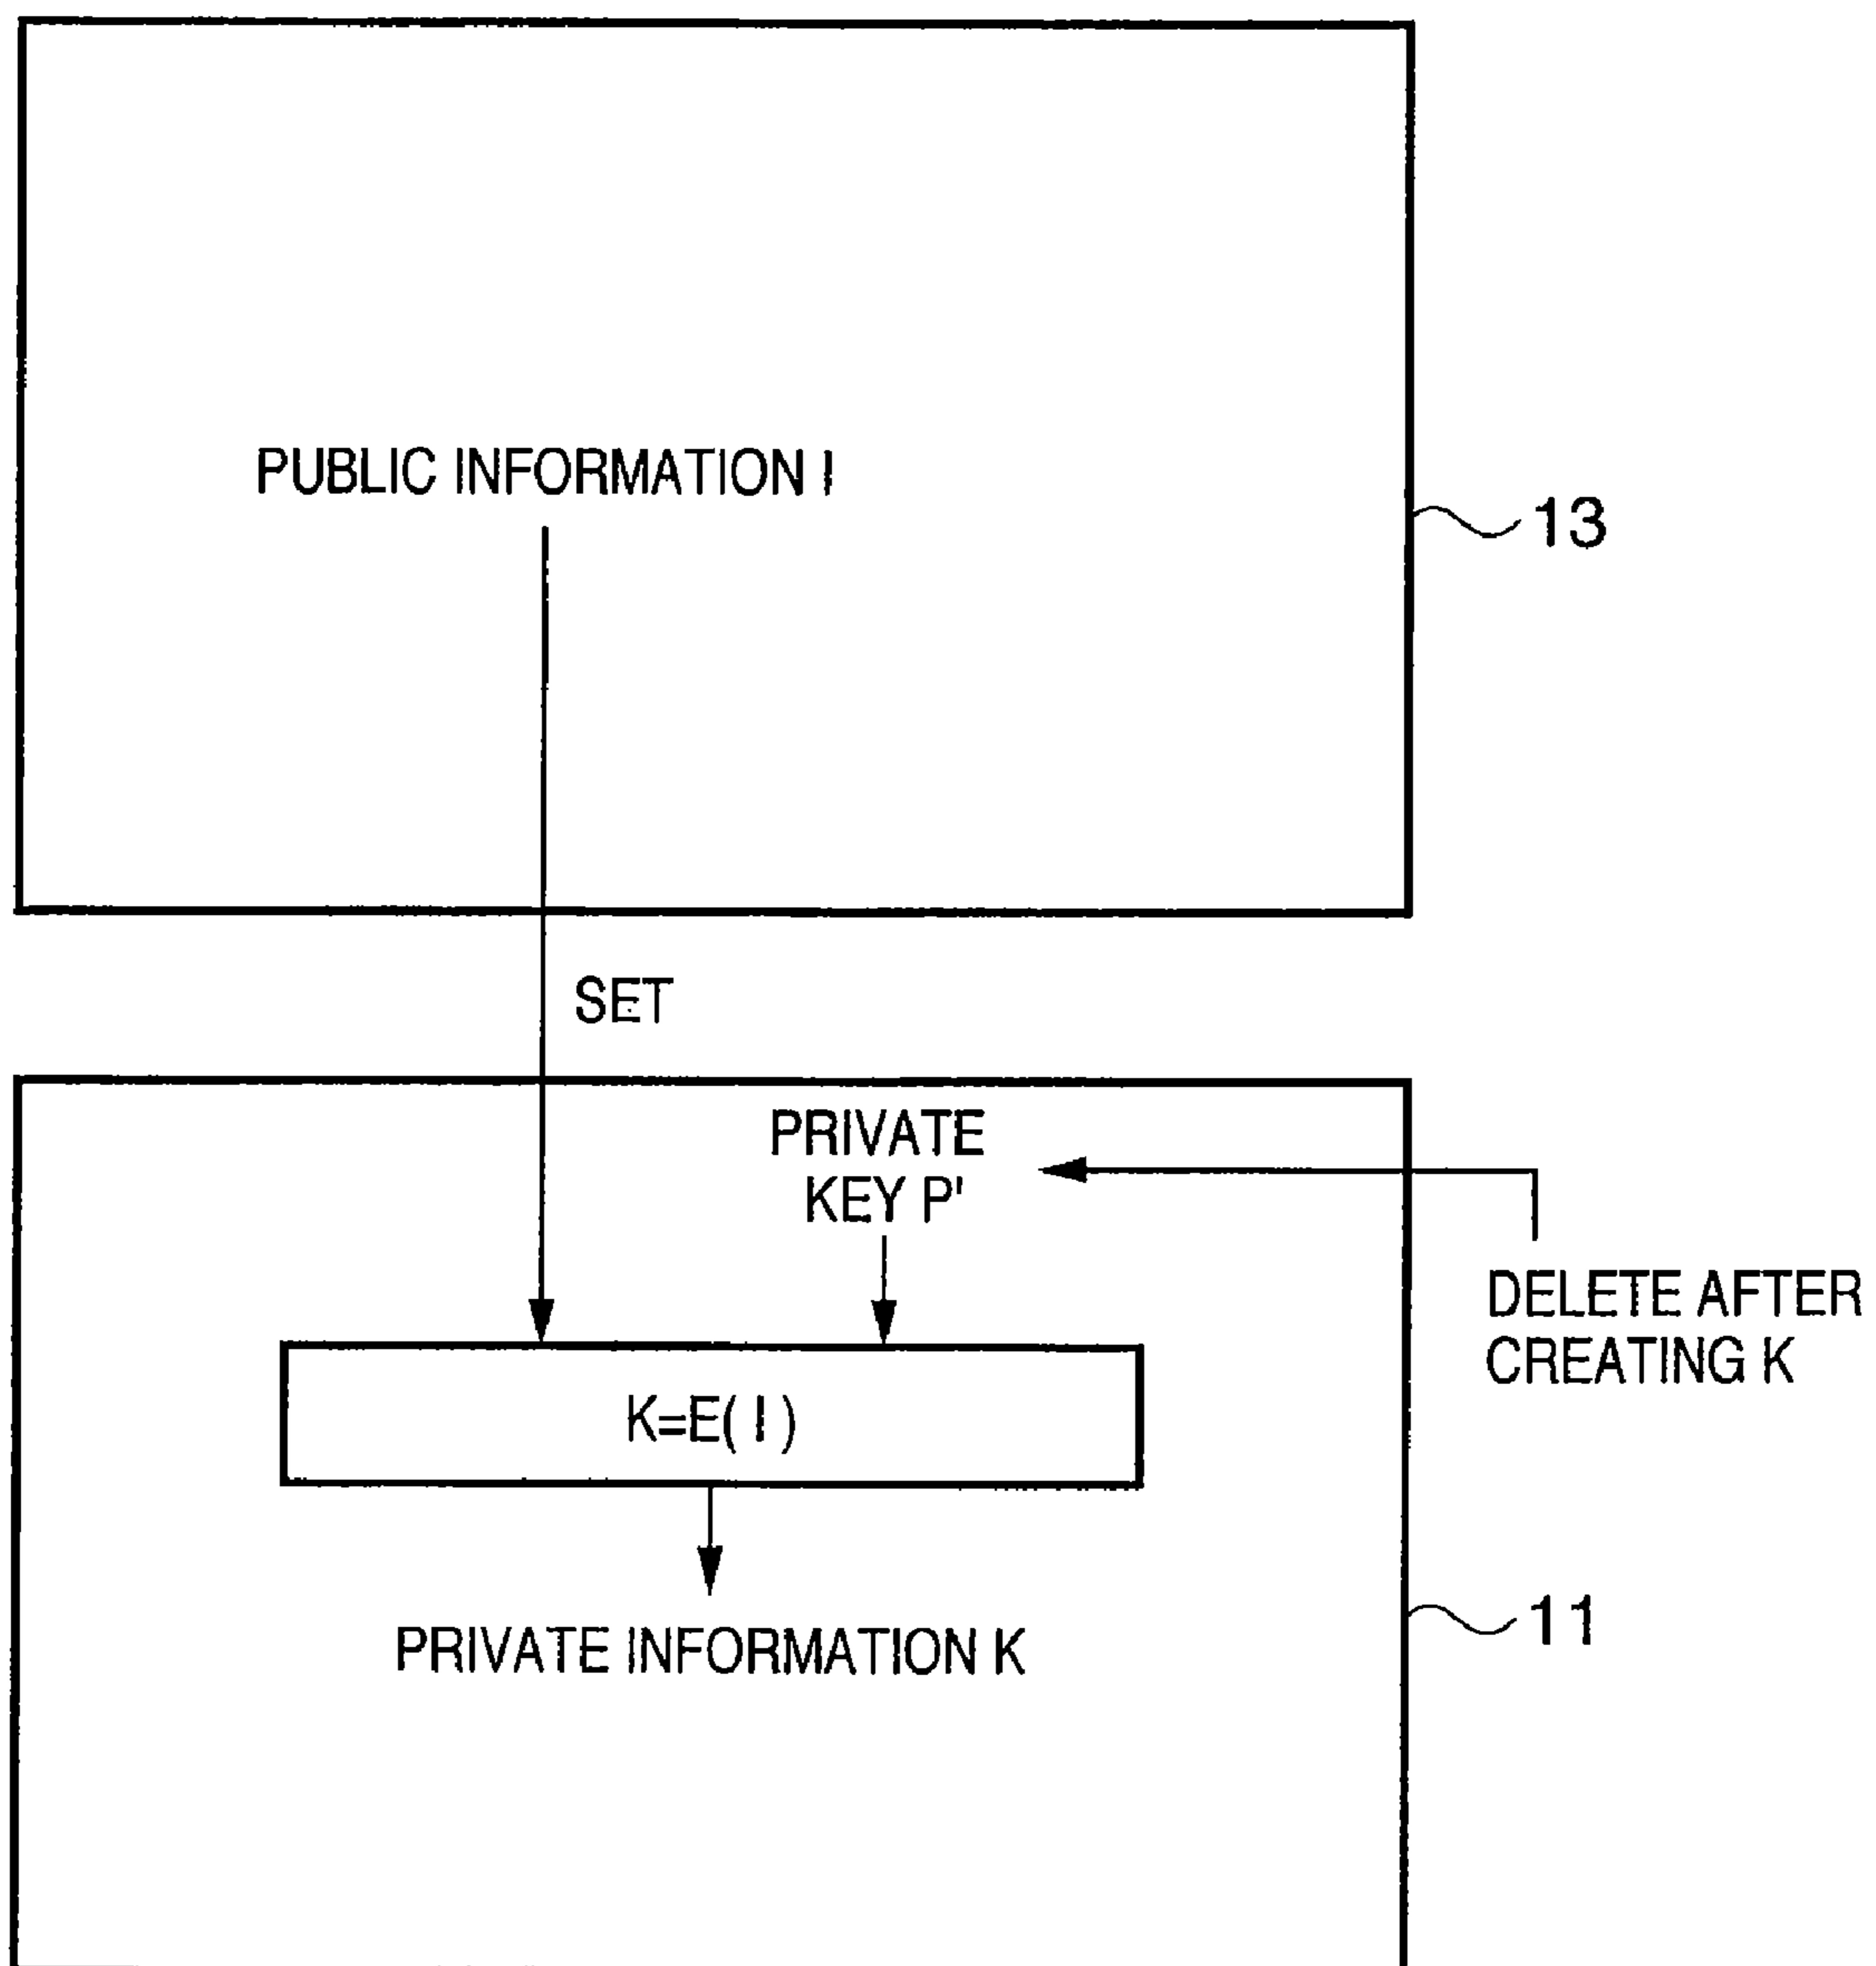 PUBLIC INFORMATION I
13
SET
PRIVATE
KEY P'
DELETE AFTER
CREATING K
K=E( I )
11
PRIVATE INFORMATION K